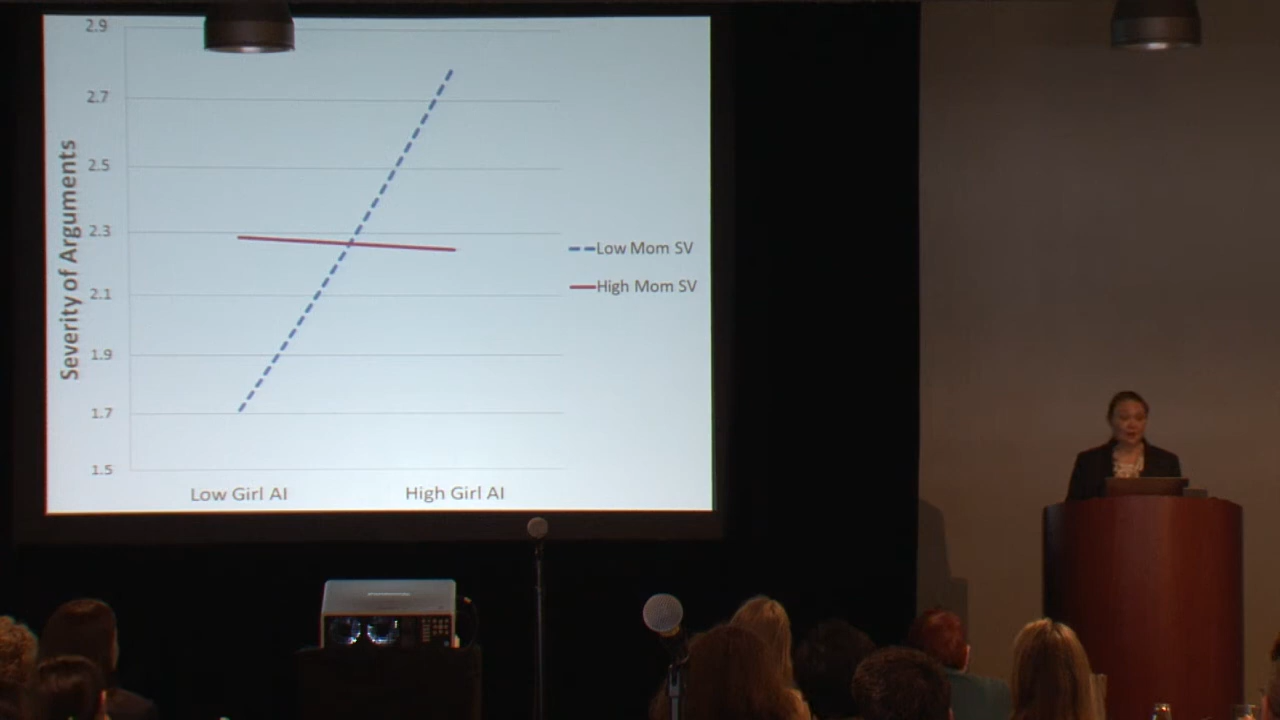 2.9
2.7
2.5
2.3
2.1
1.9
1.7
1.5
Severity of Arguments
Low Girl AI
High Girl AI
Low Mom SV
High Mom SV